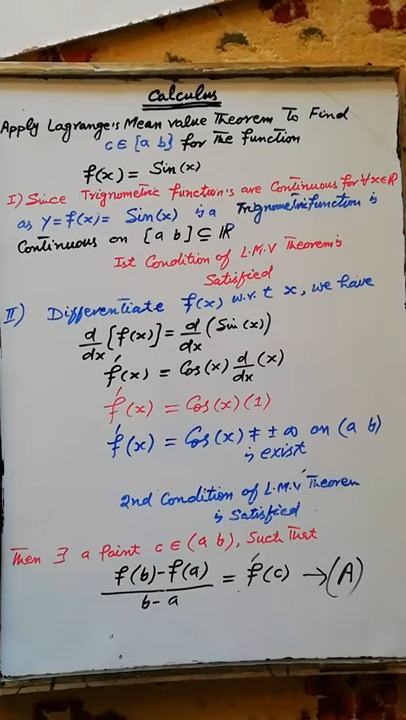 Calculus
Apply Lagrange's Mean value Theorem To Find
c ∈ [a b] for The function
f(x) = Sin(x)
I) Since Trignometric function's are Continuous for ∀x∈R
as Y=f(x)= Sin(x) is a Trignometric function is
Continuous on [a b] ⊆ R
Ist Condition of L.M.V Theorem is
Satisfied
II) Differentiate f(x) w.r.t x, we have
d/dx [f(x)] = d/dx (Sin(x))
f́(x) = Cos(x) d/dx (x)
f́(x) = Cos(x)(1)
f́(x) = Cos(x) ≠ ± ∞ on (a b)
is exist
2nd Condition of L.M.V Theorem
is Satisfied
Then ∃ a Point c ∈ (a b), Such That
f(b)-f(a)/b-a = f́(c) → (A)